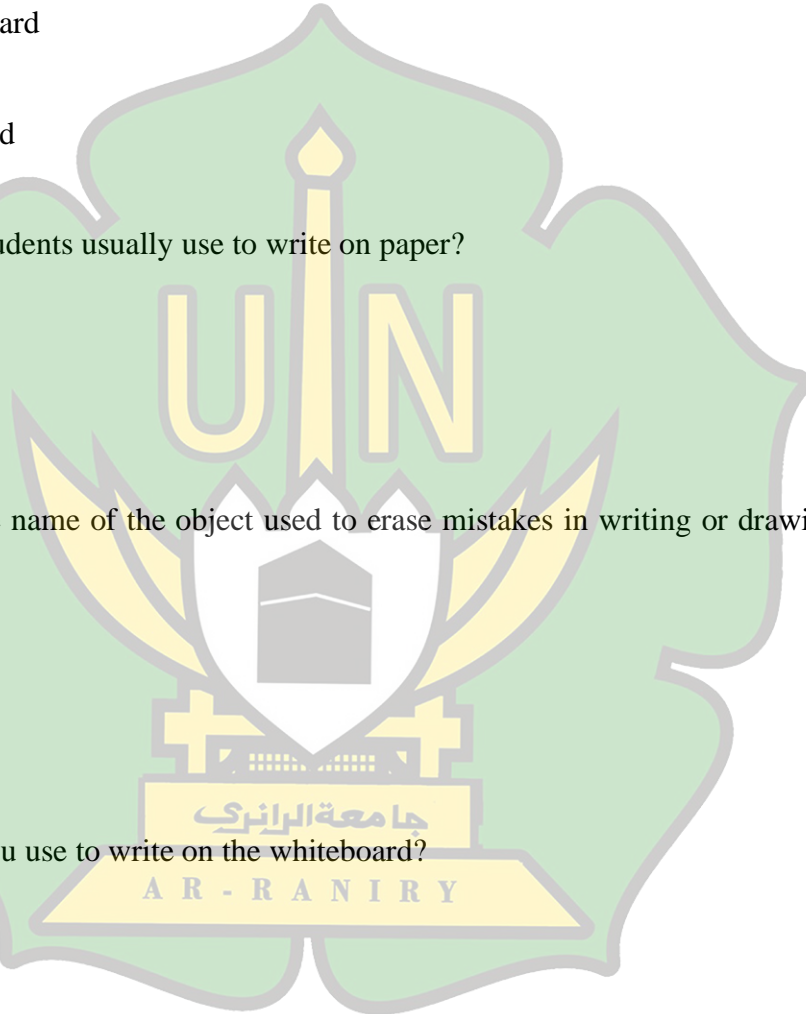 ard
d
udents usually use to write on paper?
UIN
name of the object used to erase mistakes in writing or drawi
جامعة الرانري
u use to write on the whiteboard?
AR-RANIRY